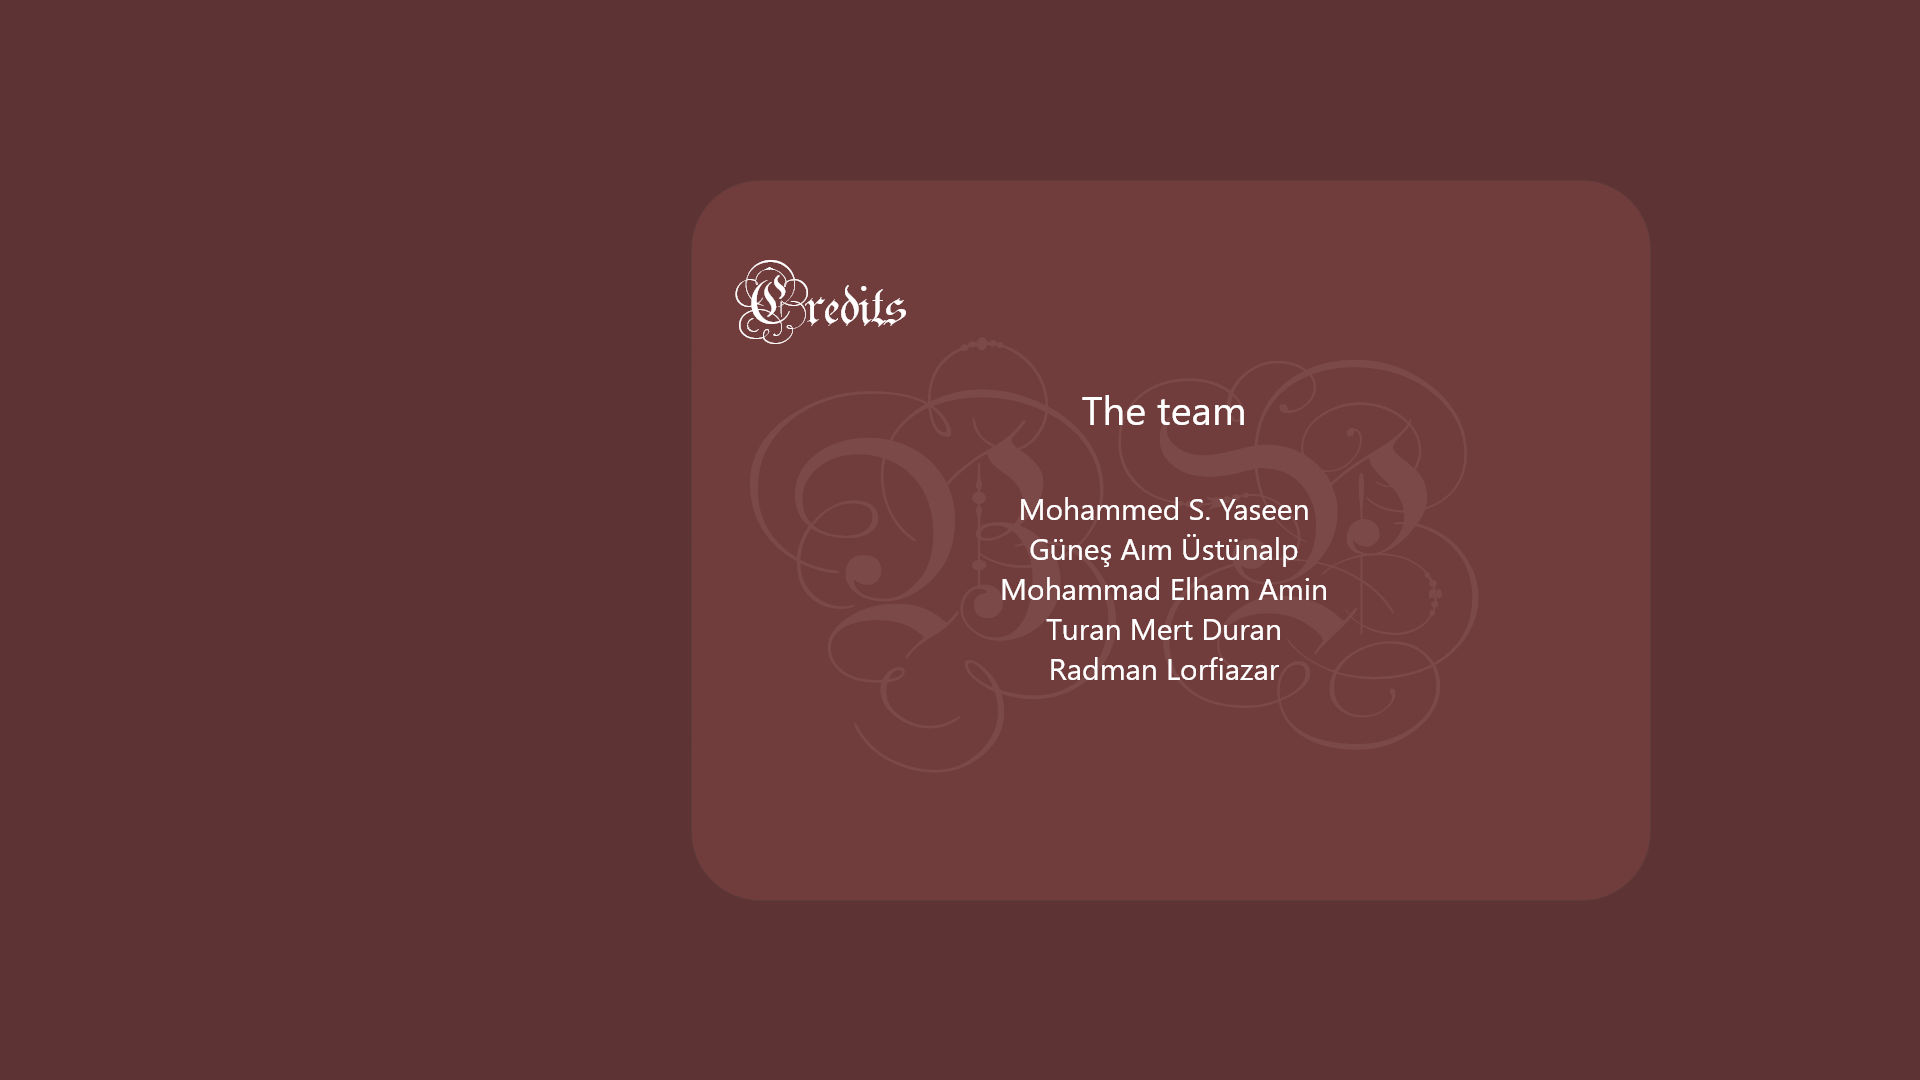 Credits
The team
Mohammed S. Yaseen
Güneş Aım Üstünalp
Mohammad Elham Amin
Turan Mert Duran
Radman Lorfiazar